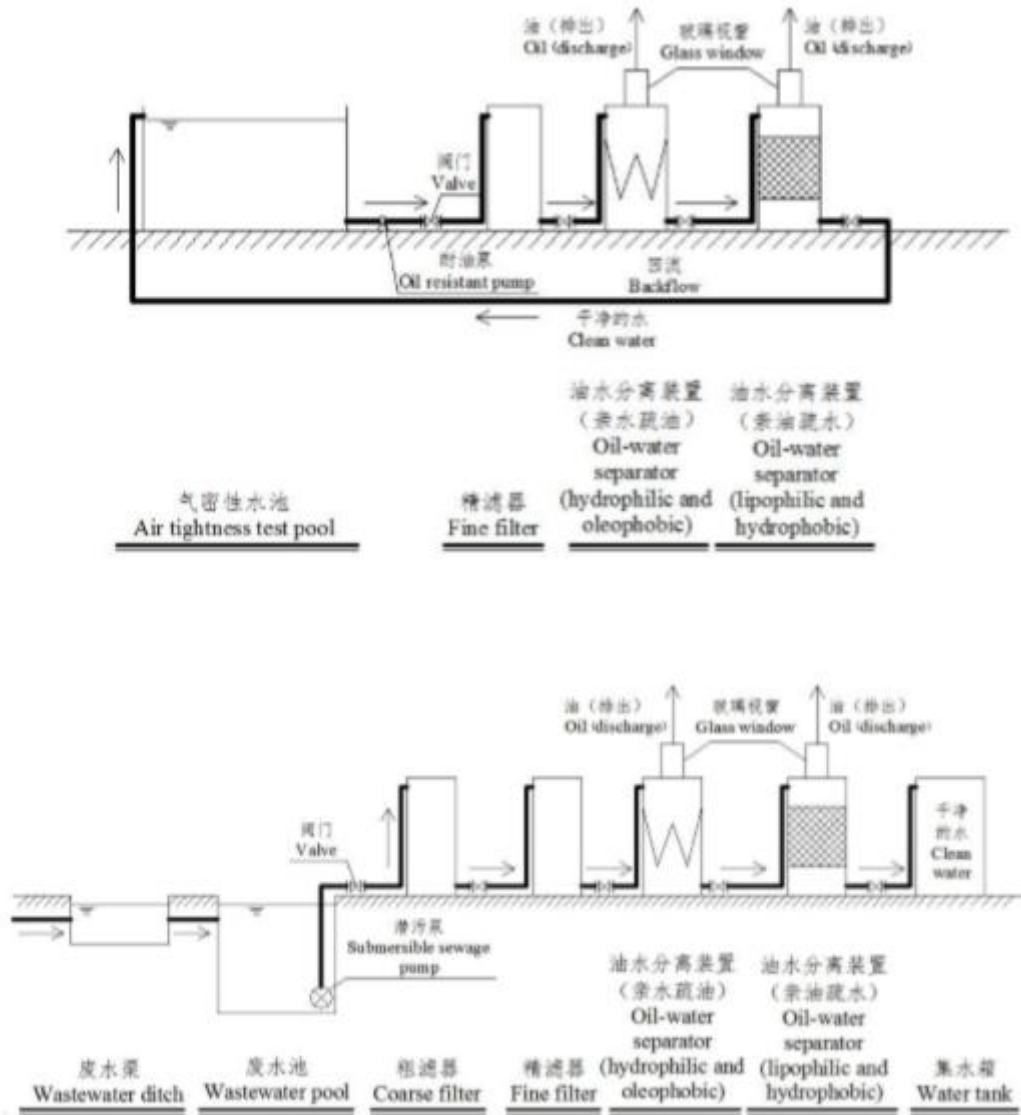 油（排出）
Oil (discharge)
玻璃视窗
Glass window
油（排出）
Oil (discharge)
阀门
Valve
耐油泵
Oil resistant pump
回流
Backflow
干净的水
Clean water
气密性水池
Air tightness test pool
精滤器
Fine filter
油水分离装置
（亲水疏油）
Oil-water
separator
(hydrophilic and
oleophobic)
油水分离装置
（亲油疏水）
Oil-water
separator
(lipophilic and
hydrophobic)
油（排出）
Oil (discharge)
玻璃视窗
Glass window
油（排出）
Oil (discharge)
阀门
Valve
潜污泵
Submersible sewage
pump
干净
的水
Clean
water
废水渠
Wastewater ditch
废水池
Wastewater pool
粗滤器
Coarse filter
精滤器
Fine filter
油水分离装置
（亲水疏油）
Oil-water
separator
(hydrophilic and
oleophobic)
油水分离装置
（亲油疏水）
Oil-water
separator
(lipophilic and
hydrophobic)
集水箱
Water tank